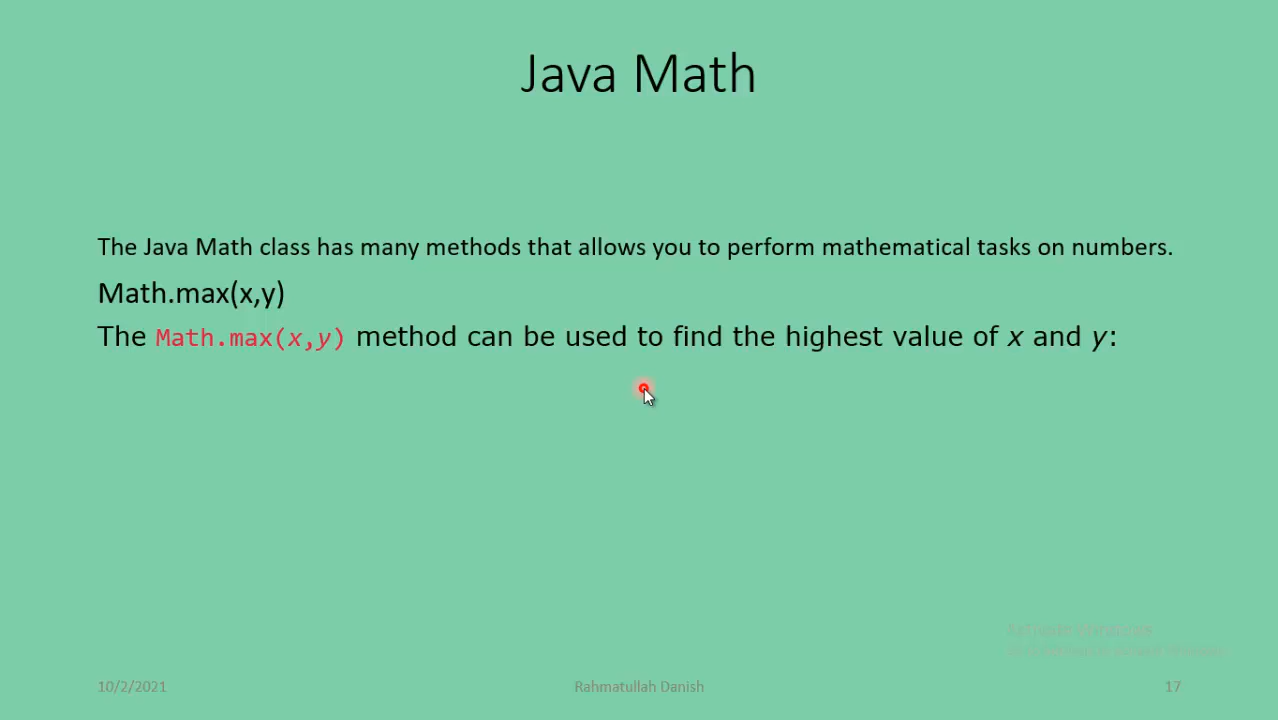 Java Math
The Java Math class has many methods that allows you to perform mathematical tasks on numbers.
Math.max(x,y)
The Math.max(x,y) method can be used to find the highest value of x and y:
10/2/2021
Rahmatullah Danish
17